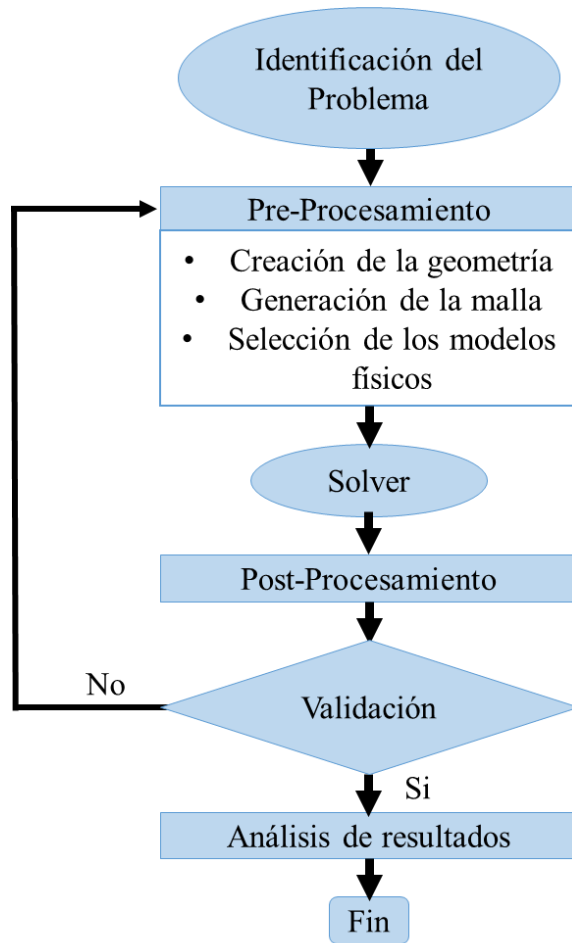 Identificación del
Problema
Pre-Procesamiento
• Creación de la geometría
• Generación de la malla
• Selección de los modelos
físicos
Solver
Post-Procesamiento
No
Validación
Si
Análisis de resultados
Fin